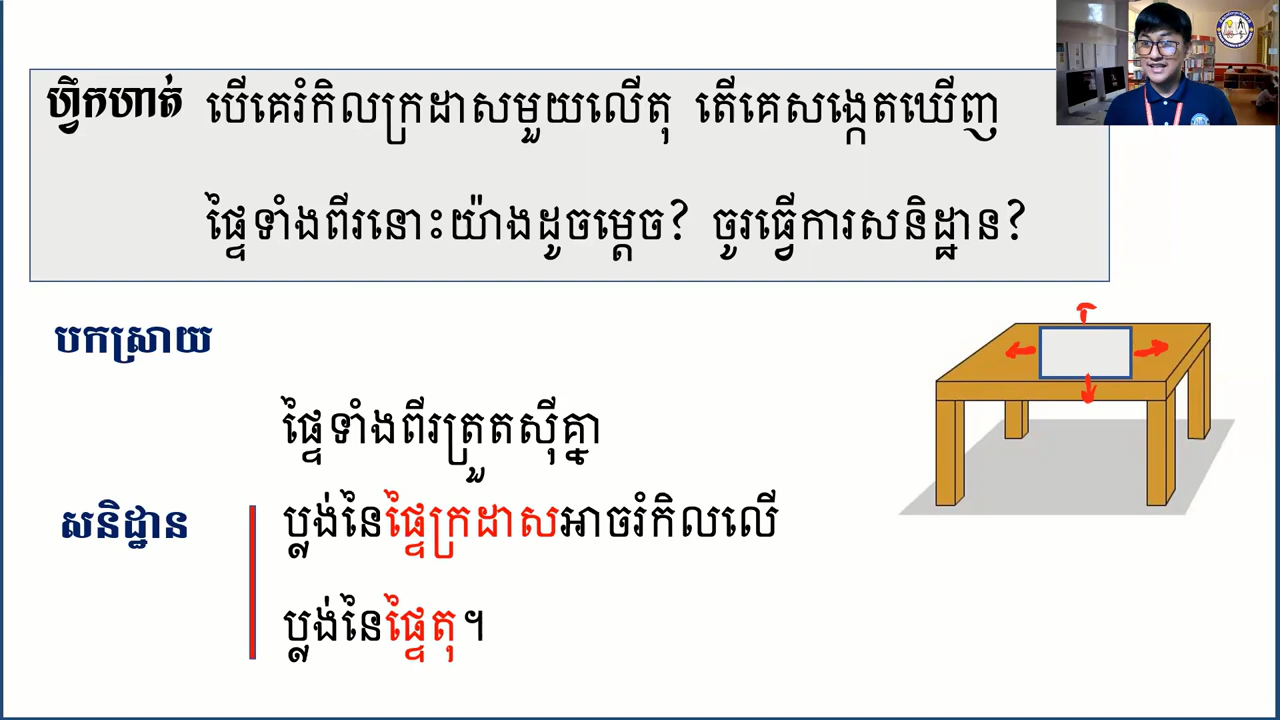 ហ្វឹកហាត់ បើគេរំកិលក្រដាសមួយលើតុ តើគេសង្កេតឃើញ
ផ្ទៃទាំងពីរនោះយ៉ាងដូចម្ដេច? ចូរធ្វើការសនិដ្ឋាន?
បកស្រាយ
ផ្ទៃទាំងពីរត្រួតស៊ីគ្នា
សនិដ្ឋាន ប្លង់នៃផ្ទៃក្រដាសអាចរំកិលលើ
ប្លង់នៃផ្ទៃតុ។